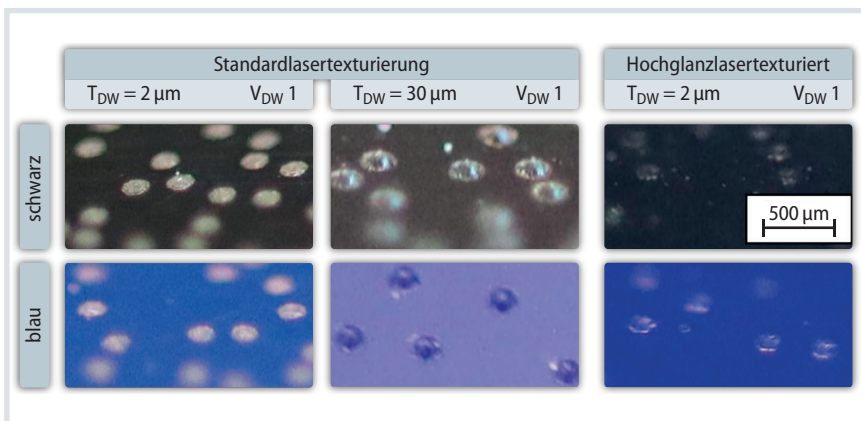 Standardlasertexturierung
Hochglanzlasertexturiert
T_DW = 2 µm V_DW 1
T_DW = 30 µm V_DW 1
T_DW = 2 µm V_DW 1
schwarz
500 µm
blau